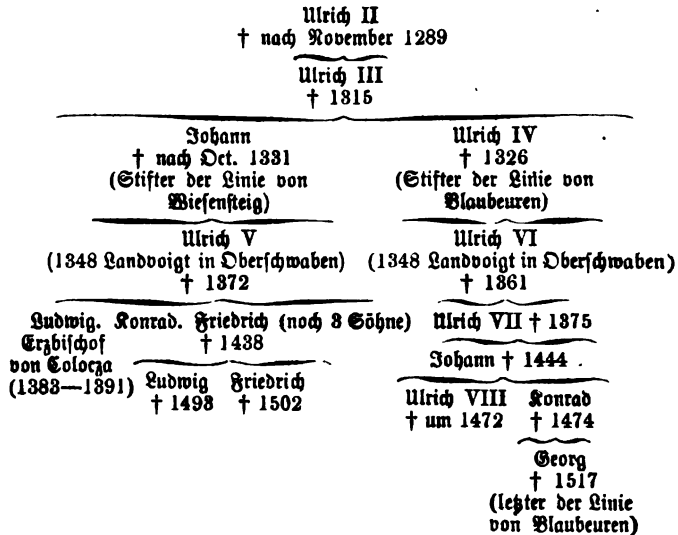 Ulrich II
† nach November 1289
Ulrich III
† 1315
Johann
† nach Oct. 1331
(Stifter der Linie von
Wiesensteig)
Ulrich IV
† 1326
(Stifter der Linie von
Blaubeuren)
Ulrich V
(1348 Landvoigt in Oberschwaben)
† 1372
Ulrich VI
(1348 Landvoigt in Oberschwaben)
† 1361
Ludwig. Konrad. Friedrich (noch 3 Söhne)
Erzbischof
von Colocza
(1383—1391)
† 1438
Ludwig
† 1493
Friedrich
† 1502
Ulrich VII † 1375
Johann † 1444
Ulrich VIII
† um 1472
Konrad
† 1474
Georg
† 1517
(letzter der Linie
von Blaubeuren)